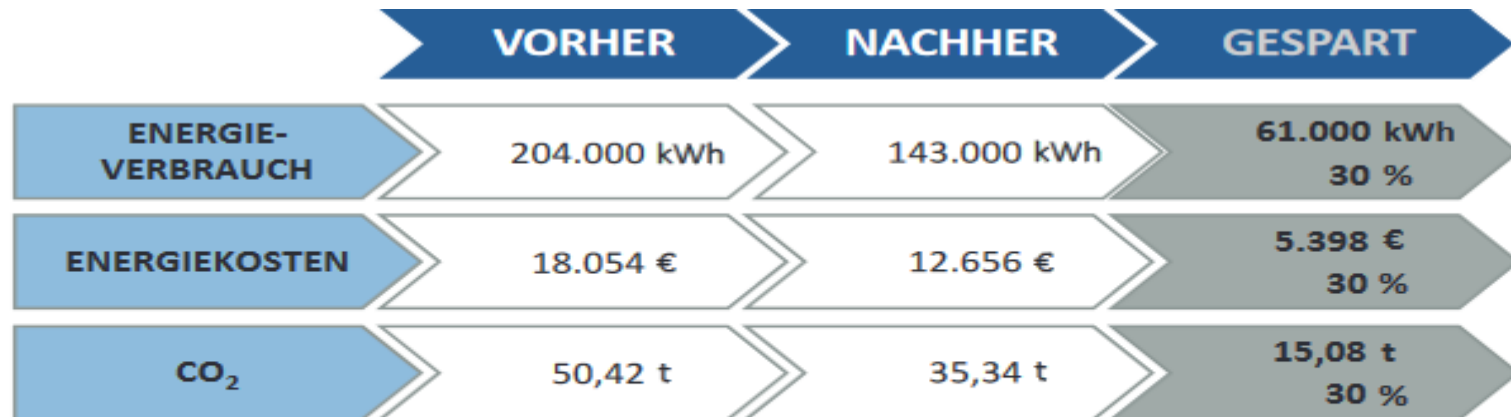 VORHER NACHHER GESPART
ENERGIE-
VERBRAUCH
204.000 kWh
143.000 kWh
61.000 kWh
30 %
ENERGIEKOSTEN
18.054 €
12.656 €
5.398 €
30 %
CO₂
50,42 t
35,34 t
15,08 t
30 %